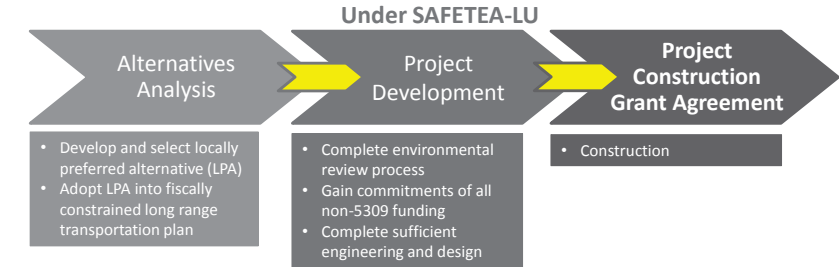 Under SAFETEA-LU
Alternatives
Analysis
Project
Development
Project
Construction
Grant Agreement
• Develop and select locally
preferred alternative (LPA)
• Adopt LPA into fiscally
constrained long range
transportation plan
• Complete environmental
review process
• Gain commitments of all
non-5309 funding
• Complete sufficient
engineering and design
• Construction